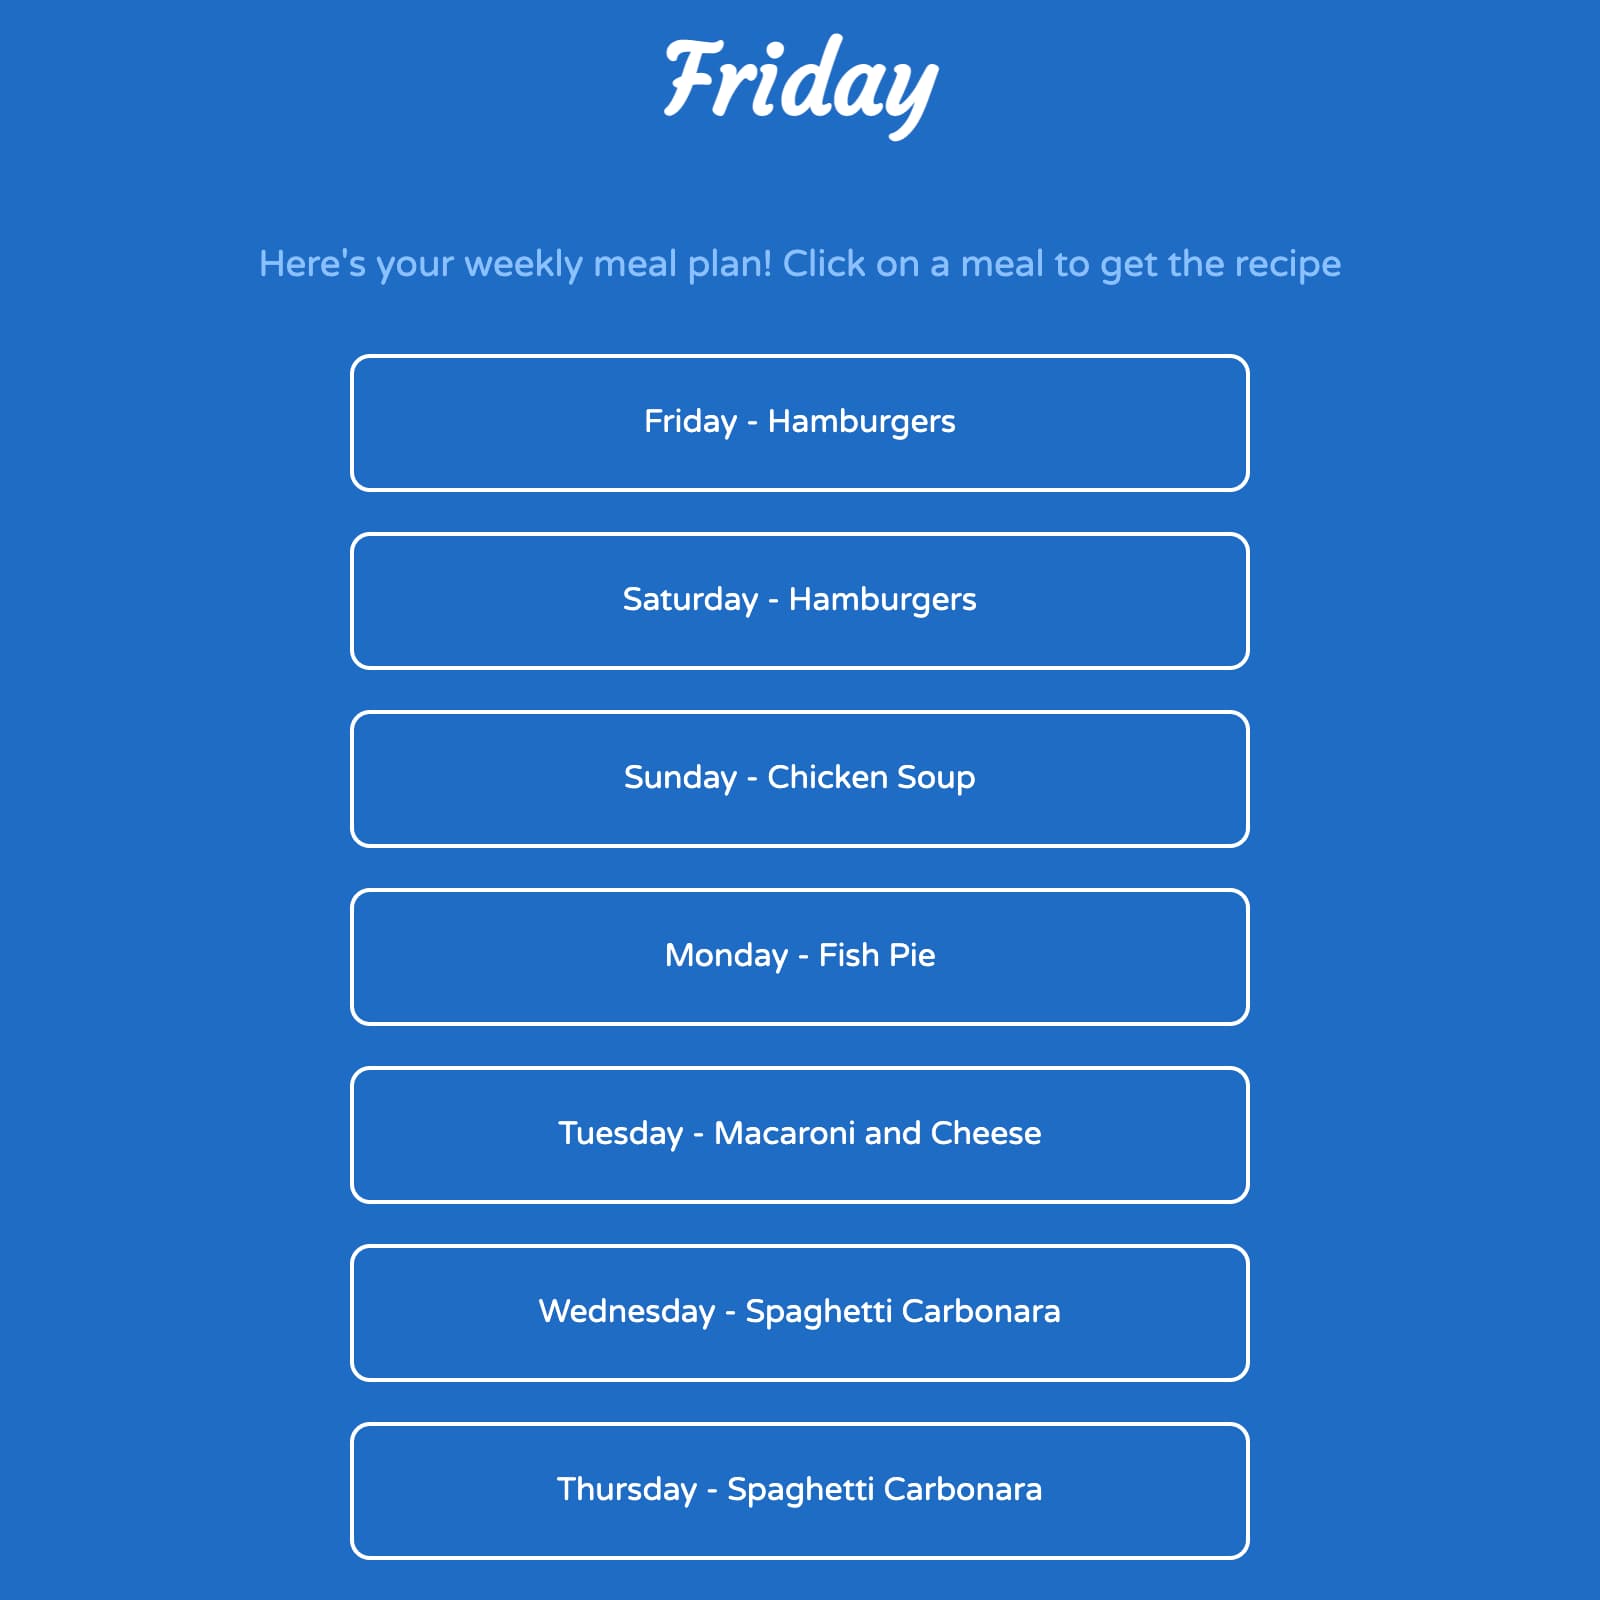 Friday
Here's your weekly meal plan! Click on a meal to get the recipe
Friday - Hamburgers
Saturday - Hamburgers
Sunday - Chicken Soup
Monday - Fish Pie
Tuesday - Macaroni and Cheese
Wednesday - Spaghetti Carbonara
Thursday - Spaghetti Carbonara